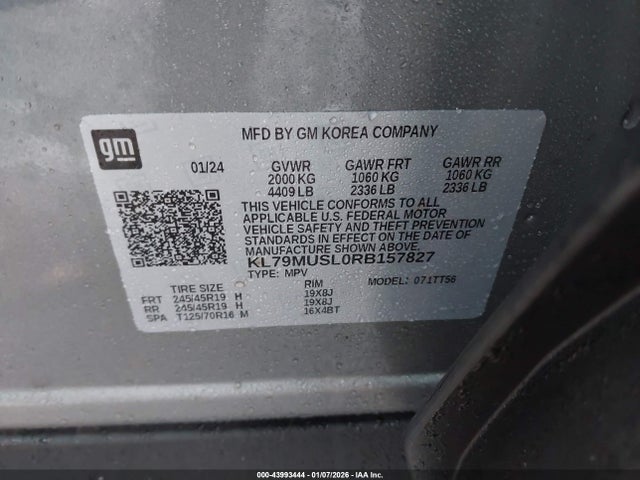 gm
MFD BY GM KOREA COMPANY
01/24 GVWR GAWR FRT GAWR RR
2000 KG 1060 KG 1060 KG
4409 LB 2336 LB 2336 LB
THIS VEHICLE CONFORMS TO ALL
APPLICABLE U.S. FEDERAL MOTOR
VEHICLE SAFETY AND THEFT PREVENTION
STANDARDS IN EFFECT ON THE DATE OF
MANUFACTURE SHOWN ABOVE.
KL79MUSL0RB157827
TYPE: MPV MODEL: 071TT56
TIRE SIZE RIM
FRT 245/45R19 H 19X8J
RR 245/45R19 H 19X8J
SPA T125/70R16 M 16X4BT
000-43993444 | 01/07/2026 | IAA Inc.